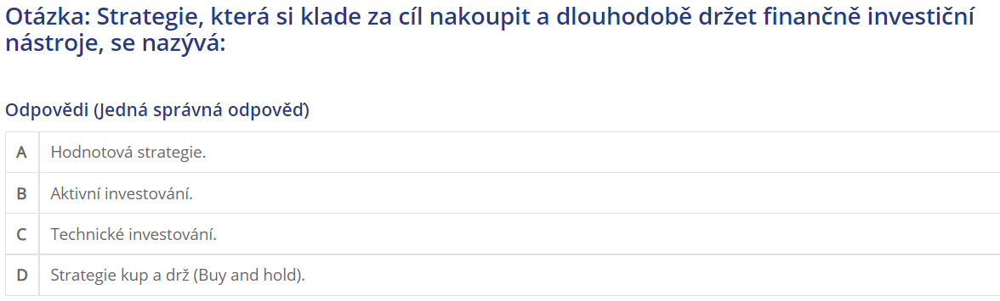 Otázka: Strategie, která si klade za cíl nakoupit a dlouhodobě držet finančně investiční
nástroje, se nazývá:
Odpovědi (Jedná správná odpověď)
A Hodnotová strategie.
B Aktivní investování.
C Technické investování.
D Strategie kup a drž (Buy and hold).